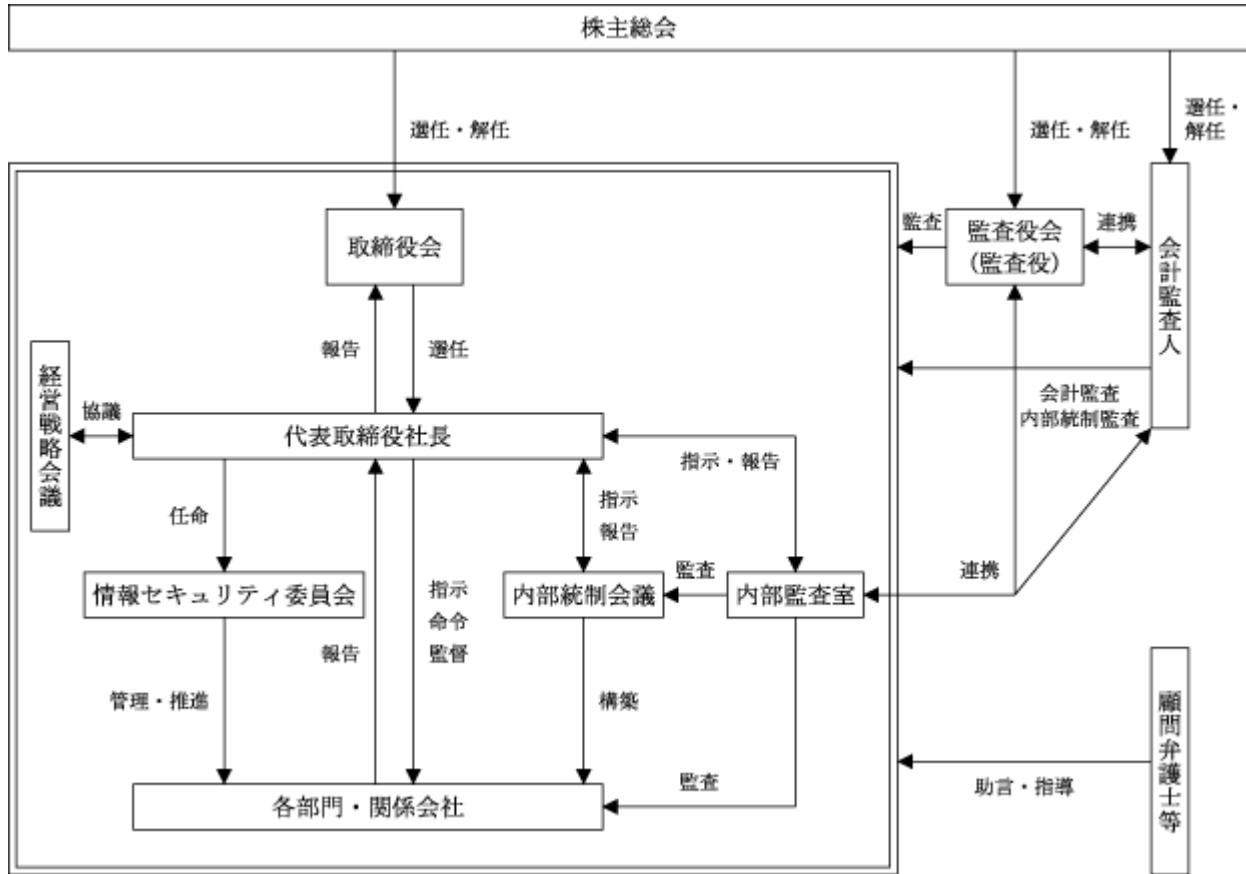 株主総会
選任・解任
選任・解任
選任・
解任
取締役会
監査
監査役会
(監査役)
連携
会計監査人
報告
選任
経営戦略会議
協議
代表取締役社長
会計監査
内部統制監査
指示・報告
任命
指示
報告
情報セキュリティ委員会
指示
命令
監督
内部統制会議
監査
内部監査室
連携
報告
管理・推進
構築
顧問弁護士等
各部門・関係会社
監査
助言・指導